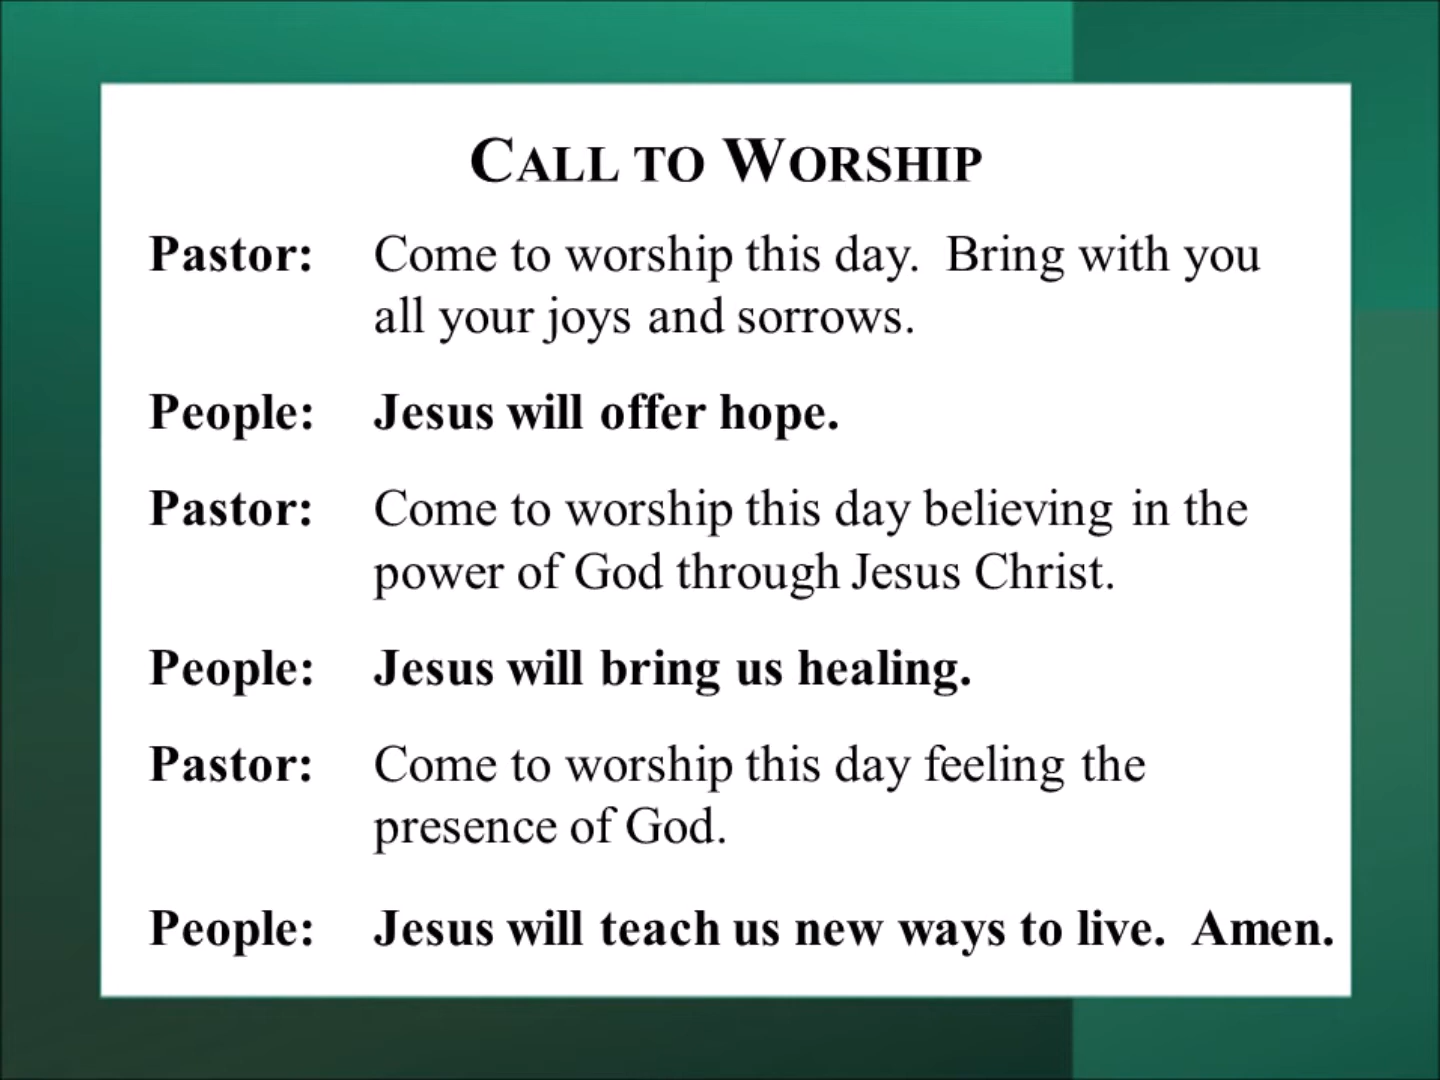 CALL TO WORSHIP
Pastor: Come to worship this day.  Bring with you
all your joys and sorrows.
People: Jesus will offer hope.
Pastor: Come to worship this day believing in the
power of God through Jesus Christ.
People: Jesus will bring us healing.
Pastor: Come to worship this day feeling the
presence of God.
People: Jesus will teach us new ways to live.  Amen.